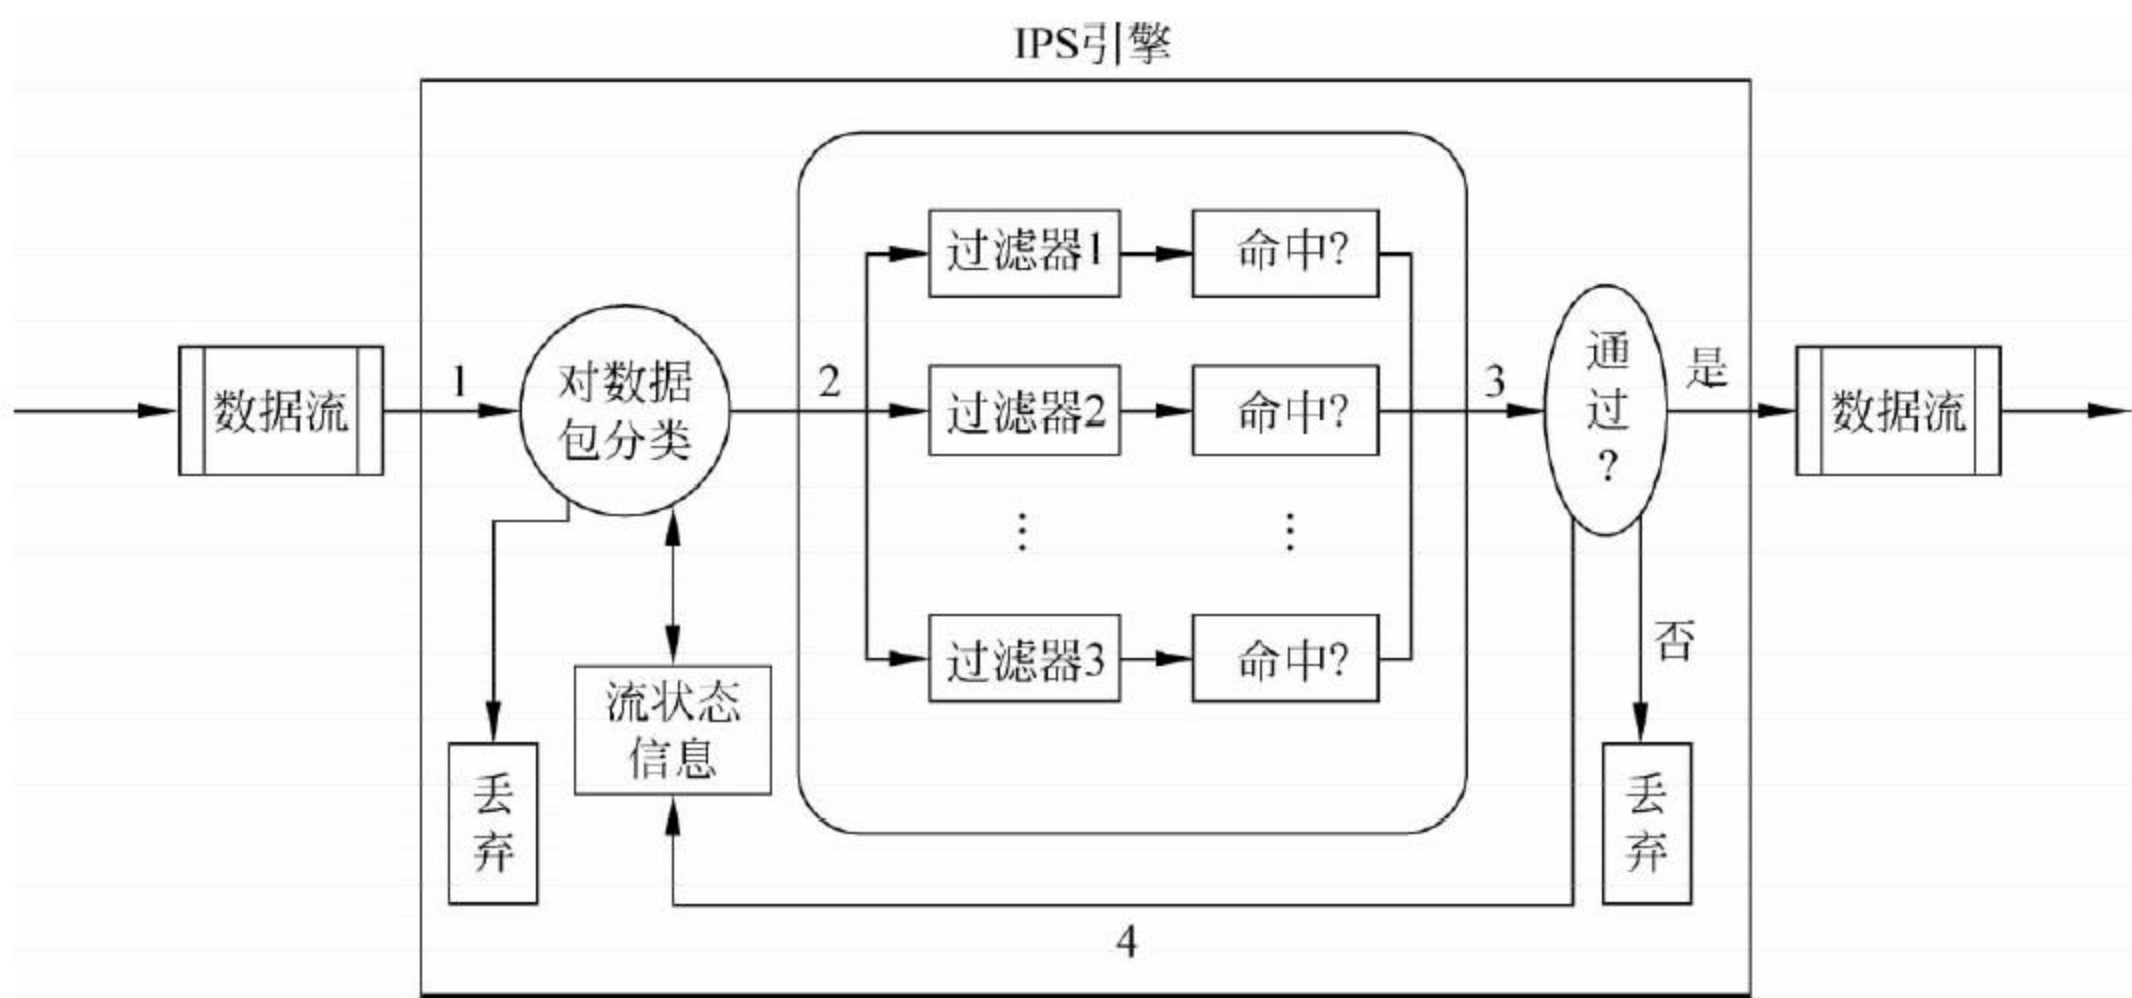 IPS引擎
过滤器1
命中?
数据流
1
对数据
包分类
2
过滤器2
命中?
3
通
过
?
是
数据流
⋮
⋮
过滤器3
命中?
否
流状态
信息
丢
弃
丢
弃
4